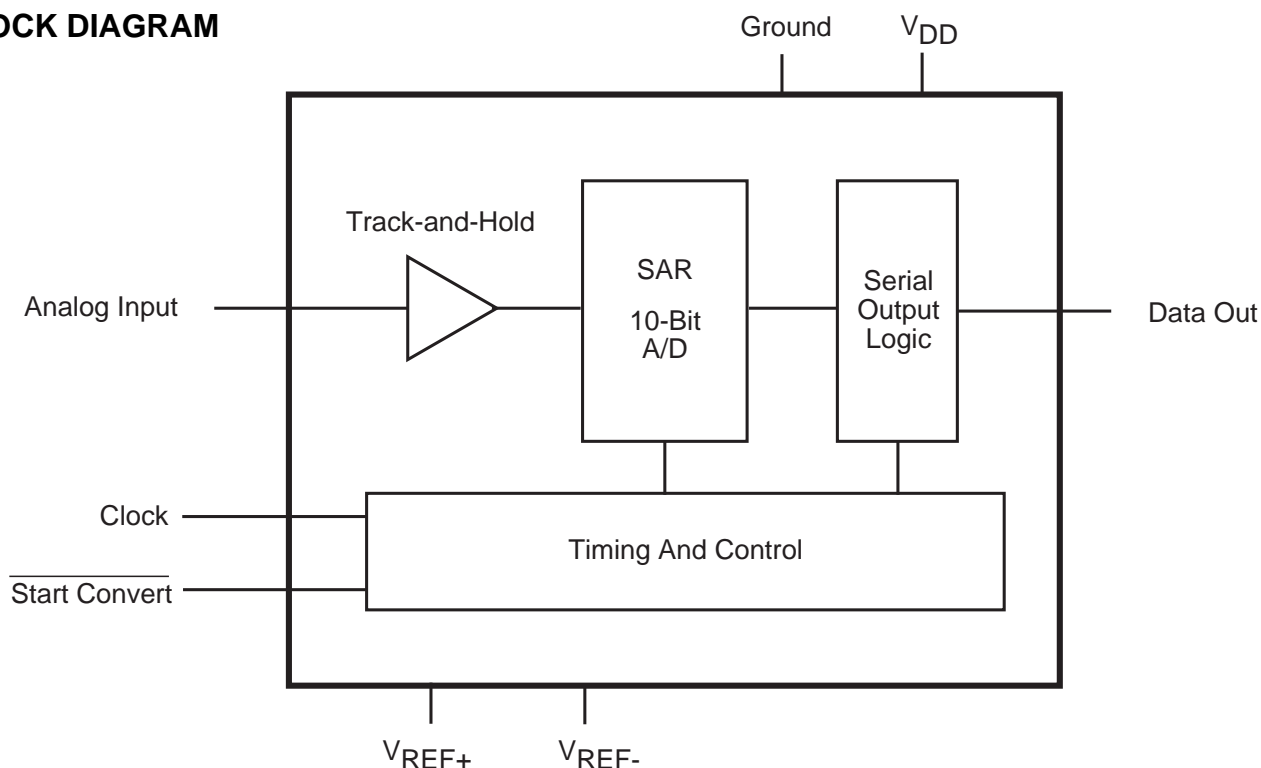 OCK DIAGRAM
Ground
VDD
Track-and-Hold
SAR
10-Bit
A/D
Serial
Output
Logic
Analog Input
Data Out
Clock
Timing And Control
Start Convert
VREF+
VREF-